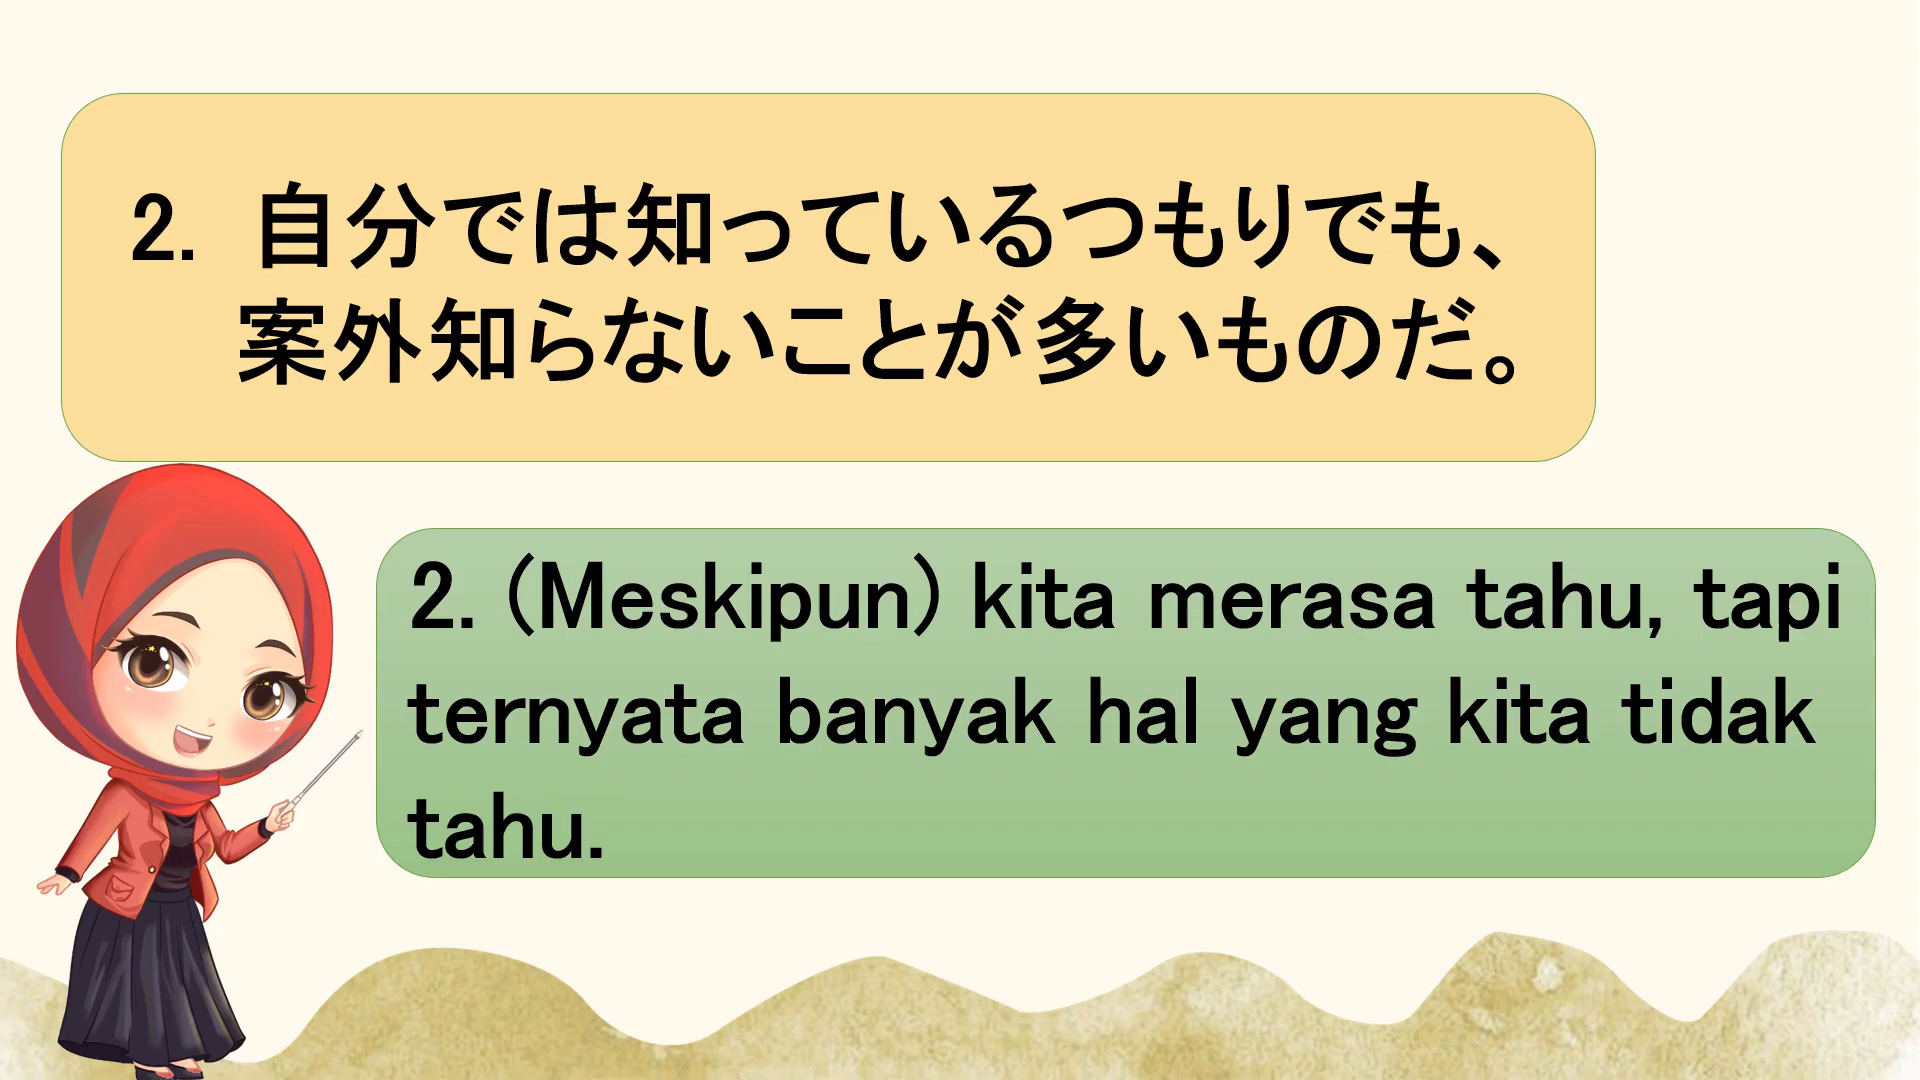 2. 自分では知っているつもりでも、
案外知らないことが多いものだ。
2. (Meskipun) kita merasa tahu, tapi
ternyata banyak hal yang kita tidak
tahu.